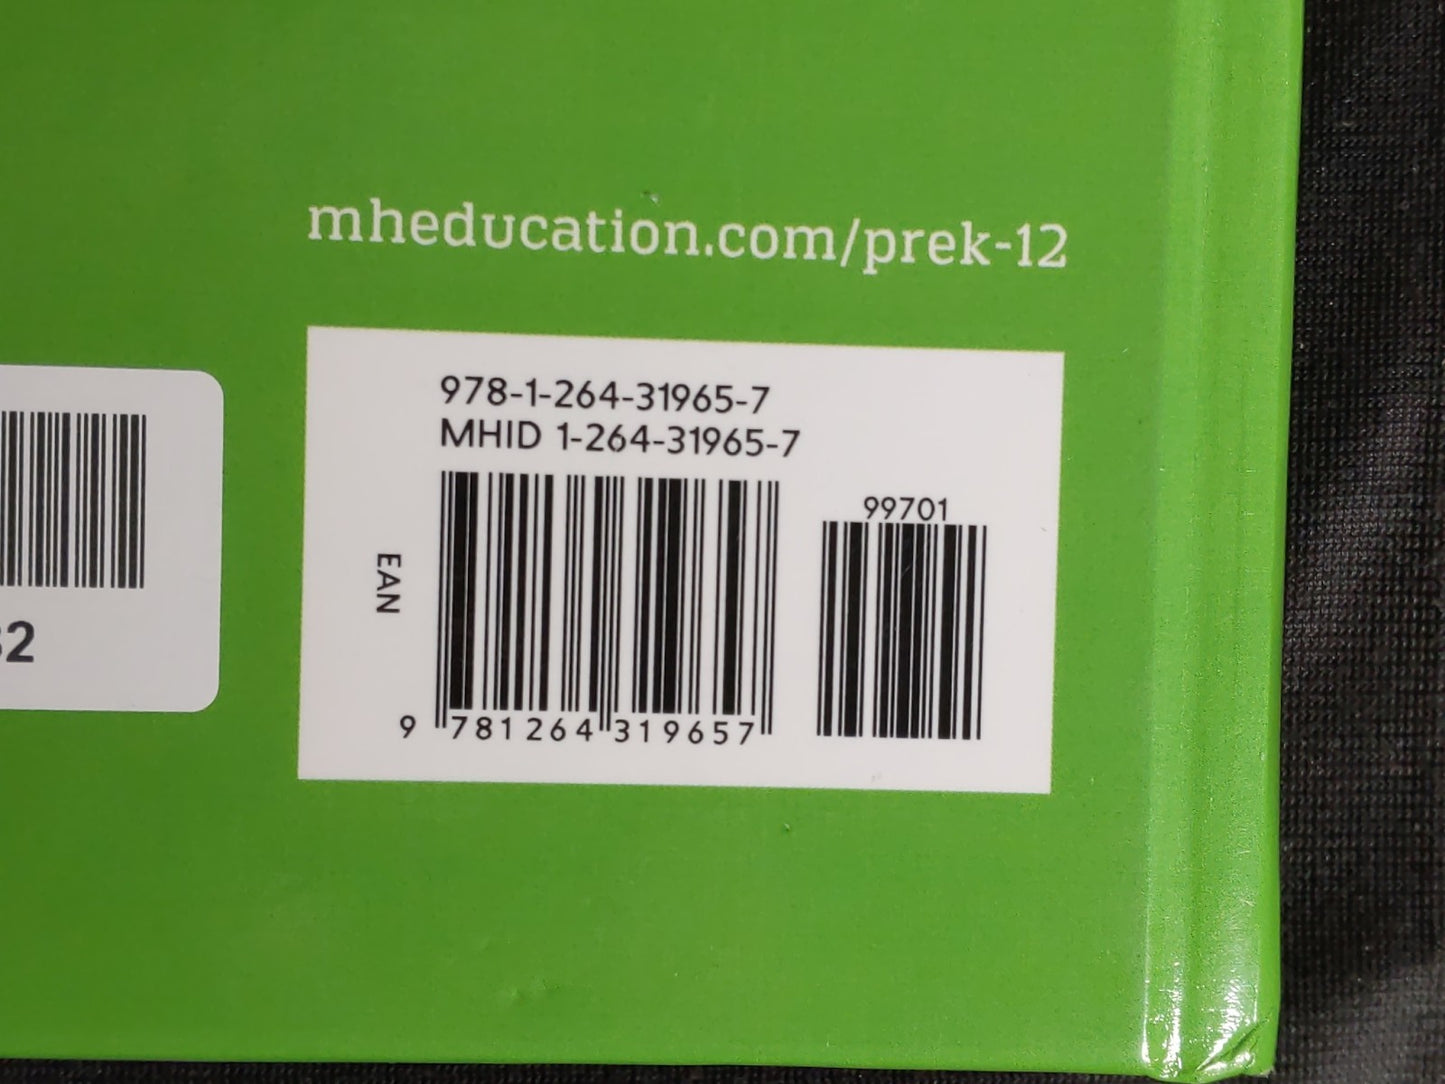 mheducation.com/prek-12
978-1-264-31965-7
MHID 1-264-31965-7
99701
EAN
9 781264 319657
32